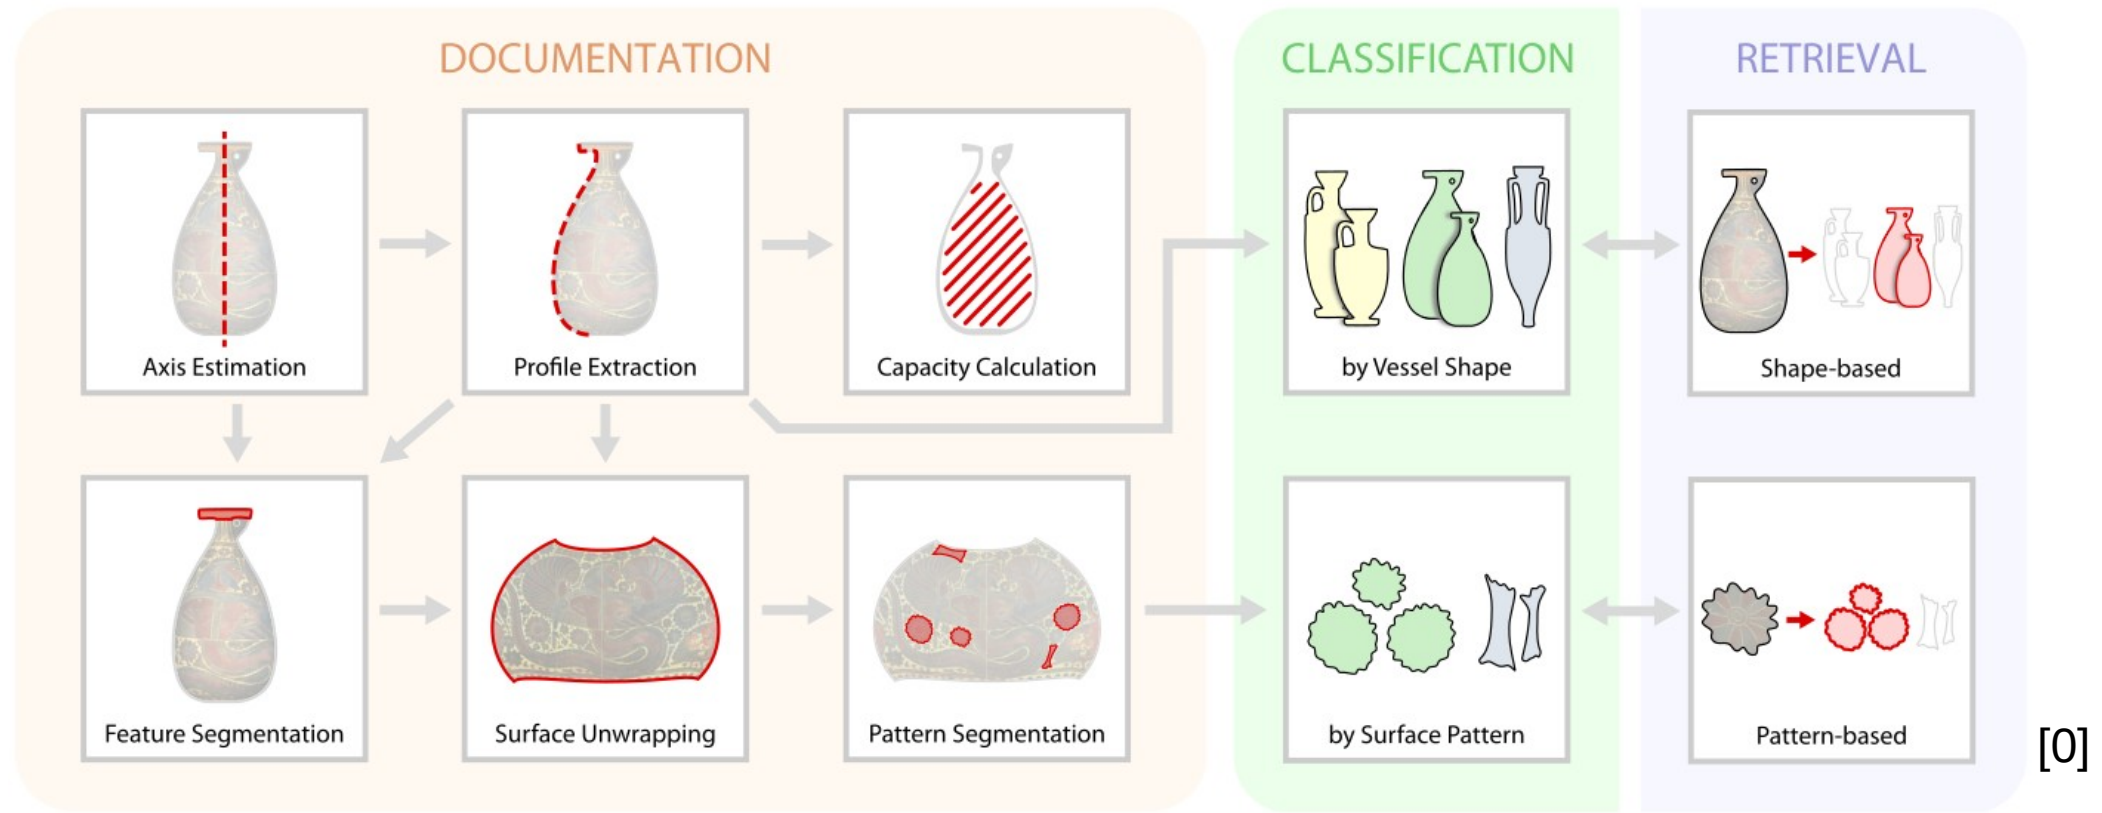 DOCUMENTATION
CLASSIFICATION
RETRIEVAL
Axis Estimation
Profile Extraction
Capacity Calculation
by Vessel Shape
Shape-based
Feature Segmentation
Surface Unwrapping
Pattern Segmentation
by Surface Pattern
Pattern-based
[0]